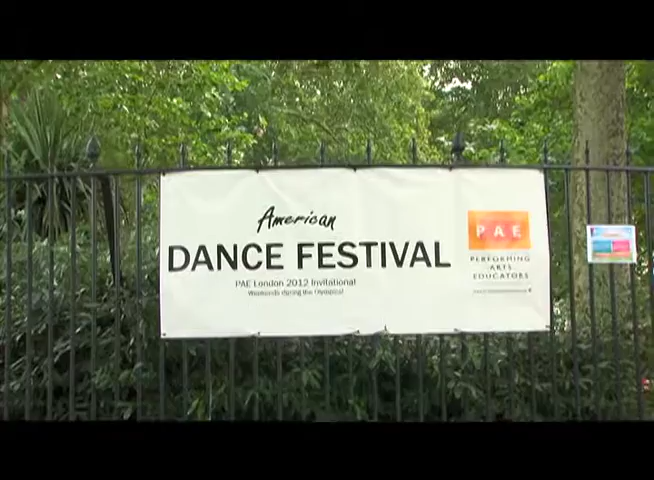 American
DANCE FESTIVAL
PAE London 2012 Invitational
Weekends during the Olympics!
PAE
PERFORMING
ARTS
EDUCATORS